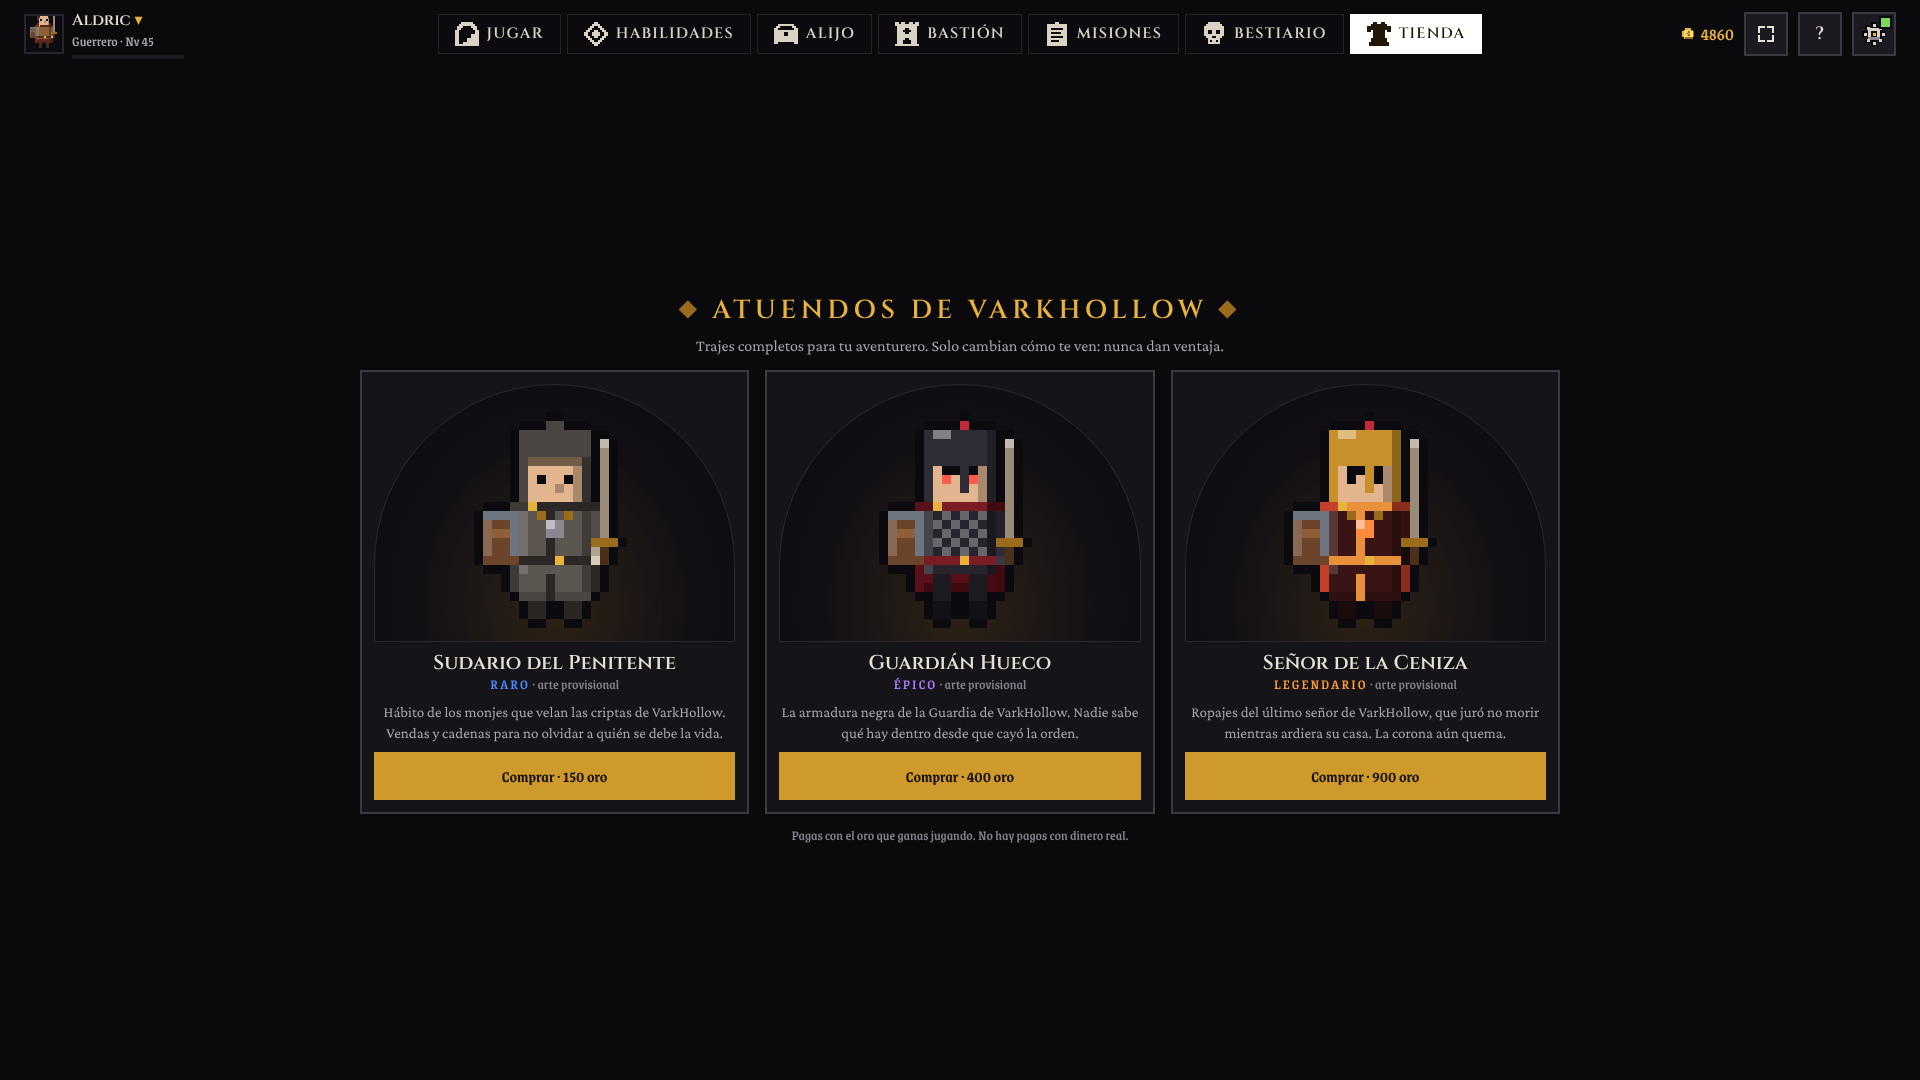 ALDRIC ▼
Guerrero · Nv 45
JUGAR
HABILIDADES
ALIJO
BASTIÓN
MISIONES
BESTIARIO
TIENDA
4860
?
◆ ATUENDOS DE VARKHOLLOW ◆
Trajes completos para tu aventurero. Solo cambian cómo te ven: nunca dan ventaja.
SUDARIO DEL PENITENTE
RARO · arte provisional
Hábito de los monjes que velan las criptas de VarkHollow.
Vendas y cadenas para no olvidar a quién se debe la vida.
Comprar · 150 oro
GUARDIÁN HUECO
ÉPICO · arte provisional
La armadura negra de la Guardia de VarkHollow. Nadie sabe
qué hay dentro desde que cayó la orden.
Comprar · 400 oro
SEÑOR DE LA CENIZA
LEGENDARIO · arte provisional
Ropajes del último señor de VarkHollow, que juró no morir
mientras ardiera su casa. La corona aún quema.
Comprar · 900 oro
Pagas con el oro que ganas jugando. No hay pagos con dinero real.